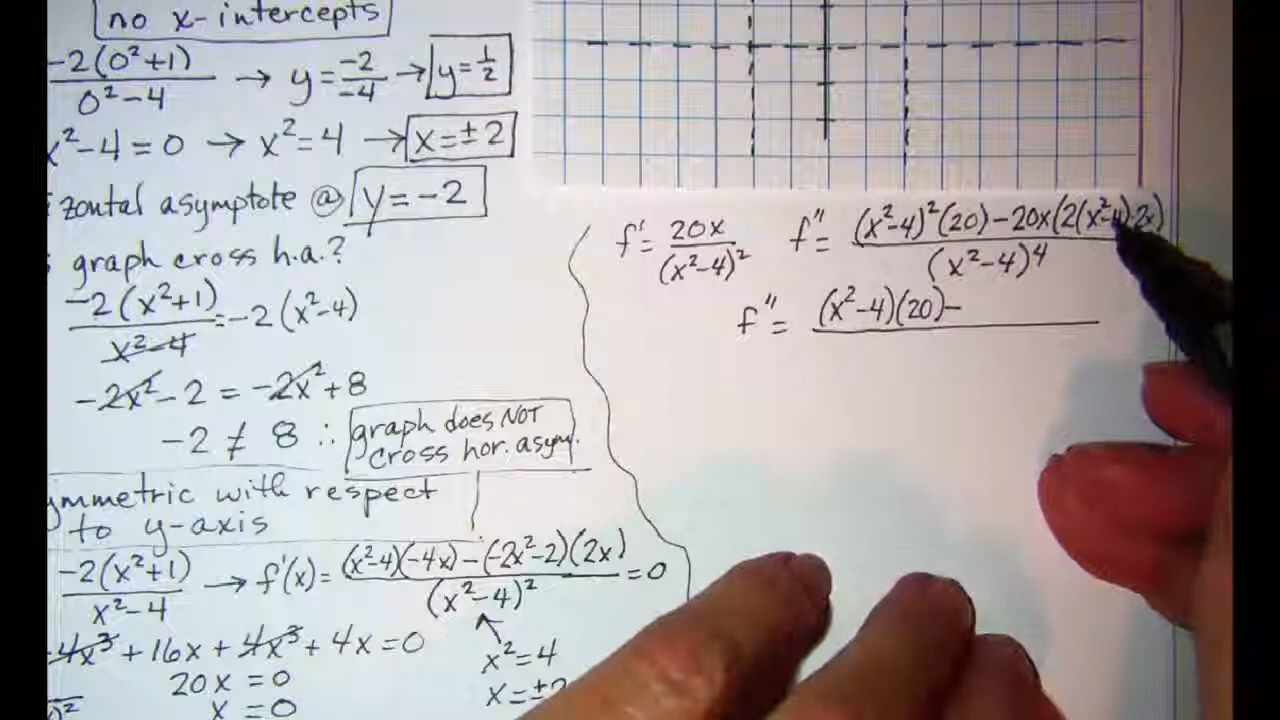 no x-intercepts
-2(0²+1) / 0²-4 → y = -2/-4 → y = 1/2
x²-4=0 → x²=4 → x=±2
zontal asymptote @ y=-2
graph cross h.a.?
-2(x²+1) / x²-4 = -2(x²-4)
-2x²-2 = -2x²+8
-2 ≠ 8 ∴ graph does NOT
cross hor. asym.
ymmetric with respect
to y-axis
-2(x²+1) / x²-4 → f'(x) = (x²-4)(-4x)-(-2x²-2)(2x) / (x²-4)² = 0
4x³+16x+4x³+4x=0
20x=0
x=0
x²=4
x=±2
f' = 20x / (x²-4)²
f'' = (x²-4)²(20)-20x(2(x²-4)·2x) / (x²-4)⁴
f'' = (x²-4)(20)-